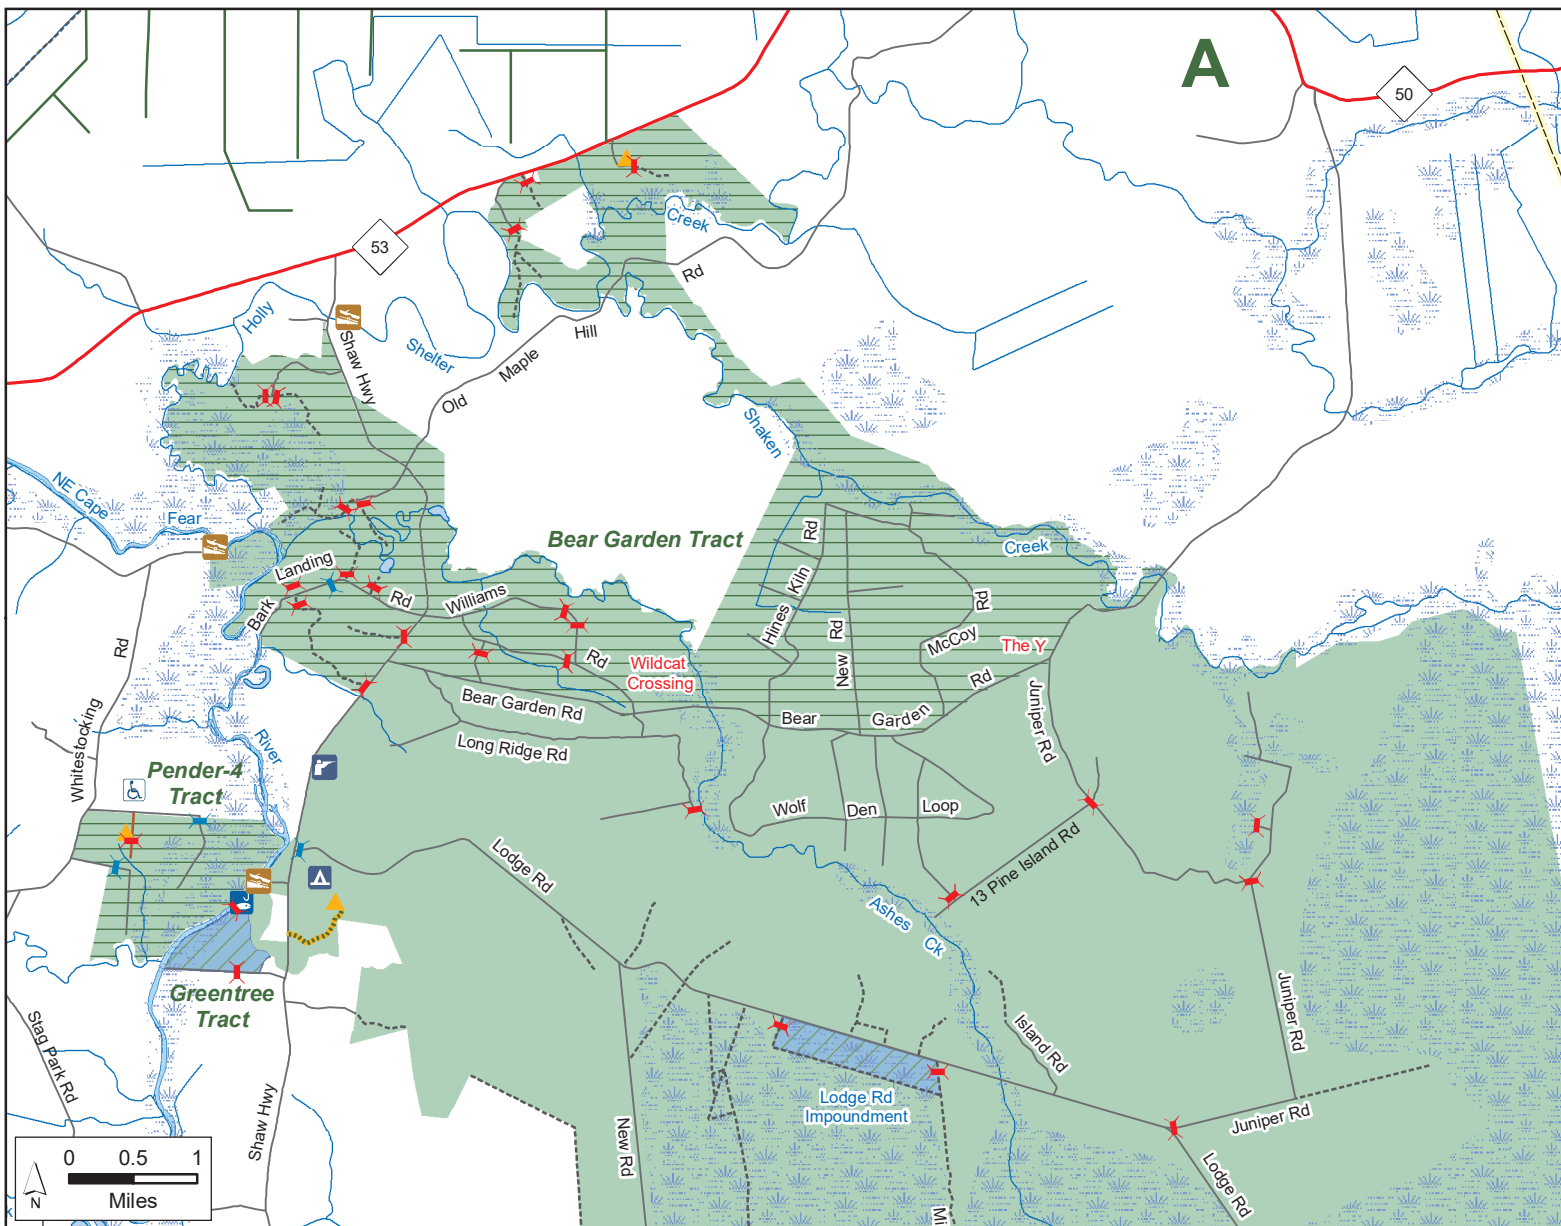 A
50
53
Creek
Rd
Holly
Shaw Hwy
Shelter
Hill
Maple
Old
Shaken
NE Cape
Fear
Bear Garden Tract
Rd
Creek
Landing
Kiln
Rd
Williams
Rd
Bark
Hines
Rd
McCoy
The Y
Rd
Rd
Wildcat
Crossing
New
Rd
Bear Garden Rd
Bear
Garden
Juniper Rd
Whitestocking
River
Long Ridge Rd
Pender-4
Tract
Wolf
Den
Loop
13 Pine Island Rd
Lodge Rd
Ashes
Ck
Greentree
Tract
Juniper Rd
Stag Park Rd
Island Rd
Lodge Rd
Impoundment
Juniper Rd
Shaw Hwy
New Rd
Lodge Rd
Mi
0 0.5 1
Miles
N